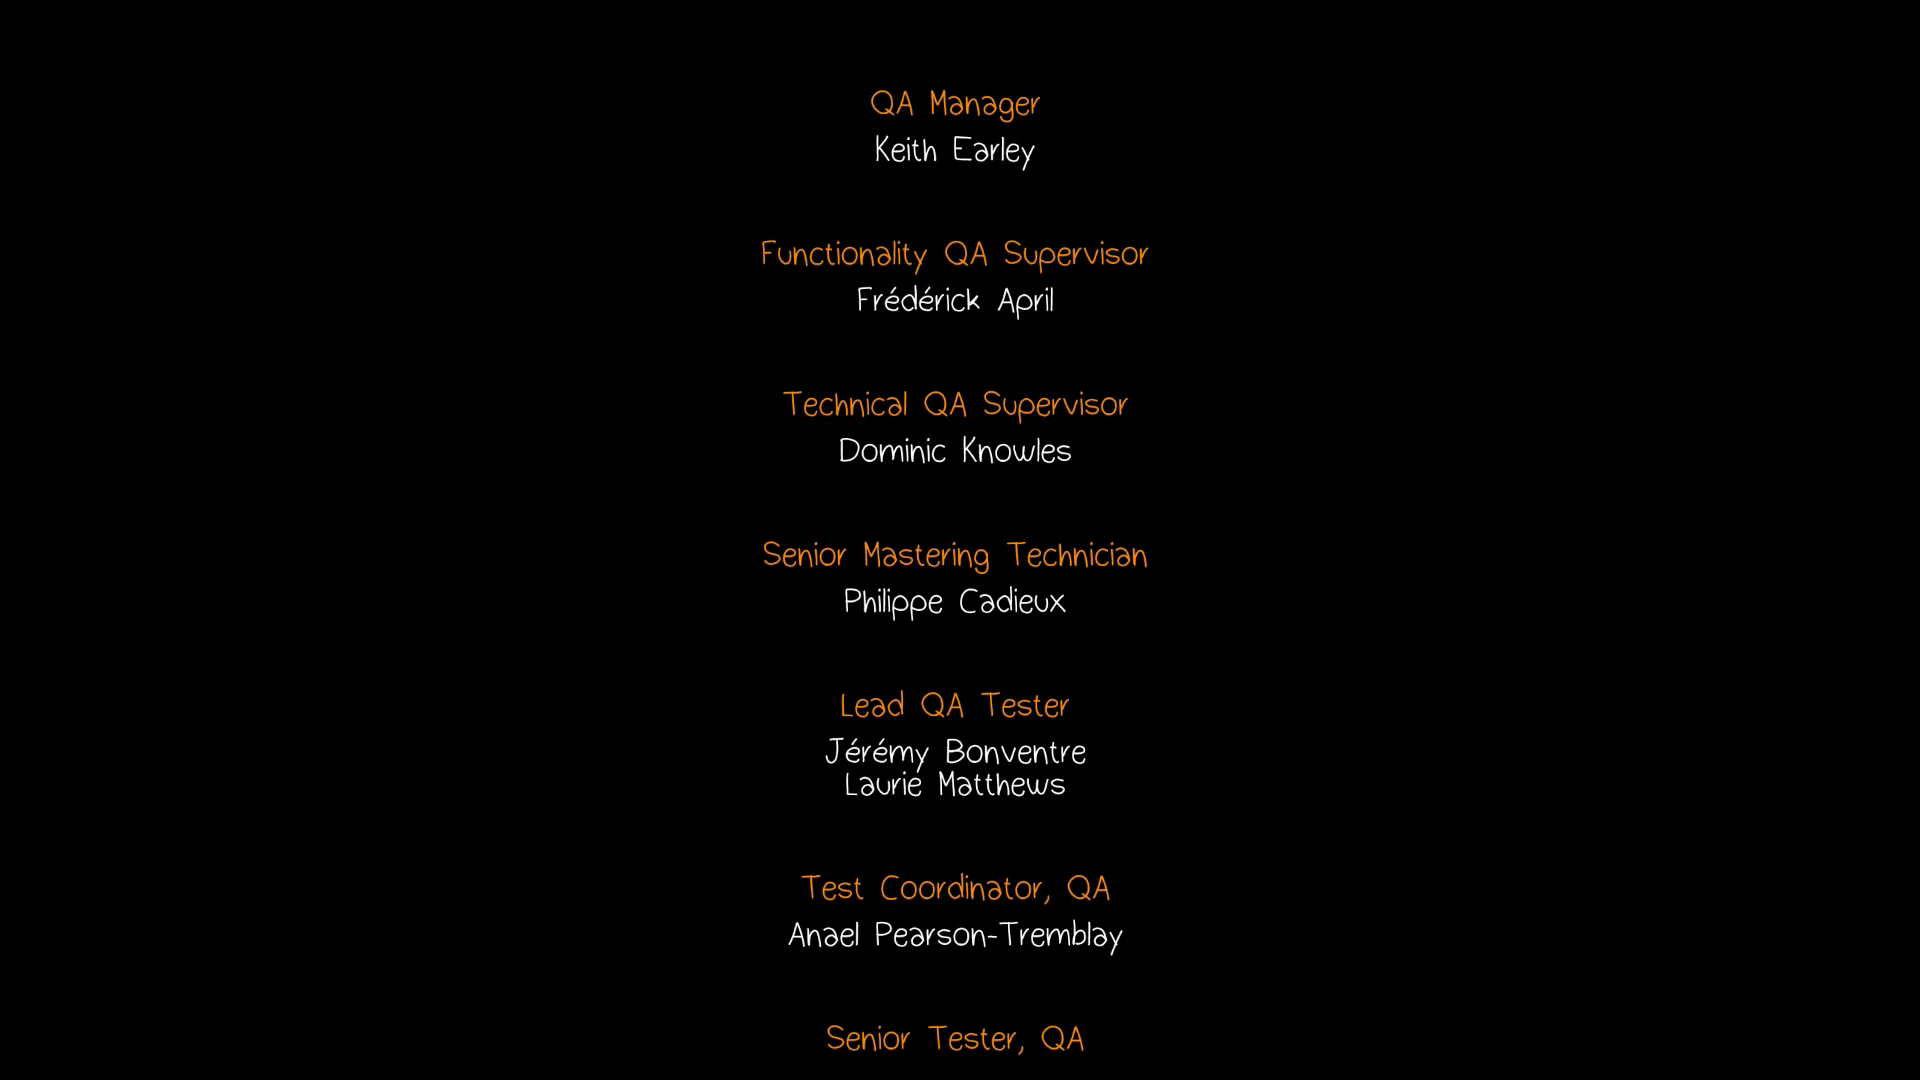 QA Manager
Keith Earley
Functionality QA Supervisor
Frédérick April
Technical QA Supervisor
Dominic Knowles
Senior Mastering Technician
Philippe Cadieux
Lead QA Tester
Jérémy Bonventre
Laurie Matthews
Test Coordinator, QA
Anael Pearson-Tremblay
Senior Tester, QA